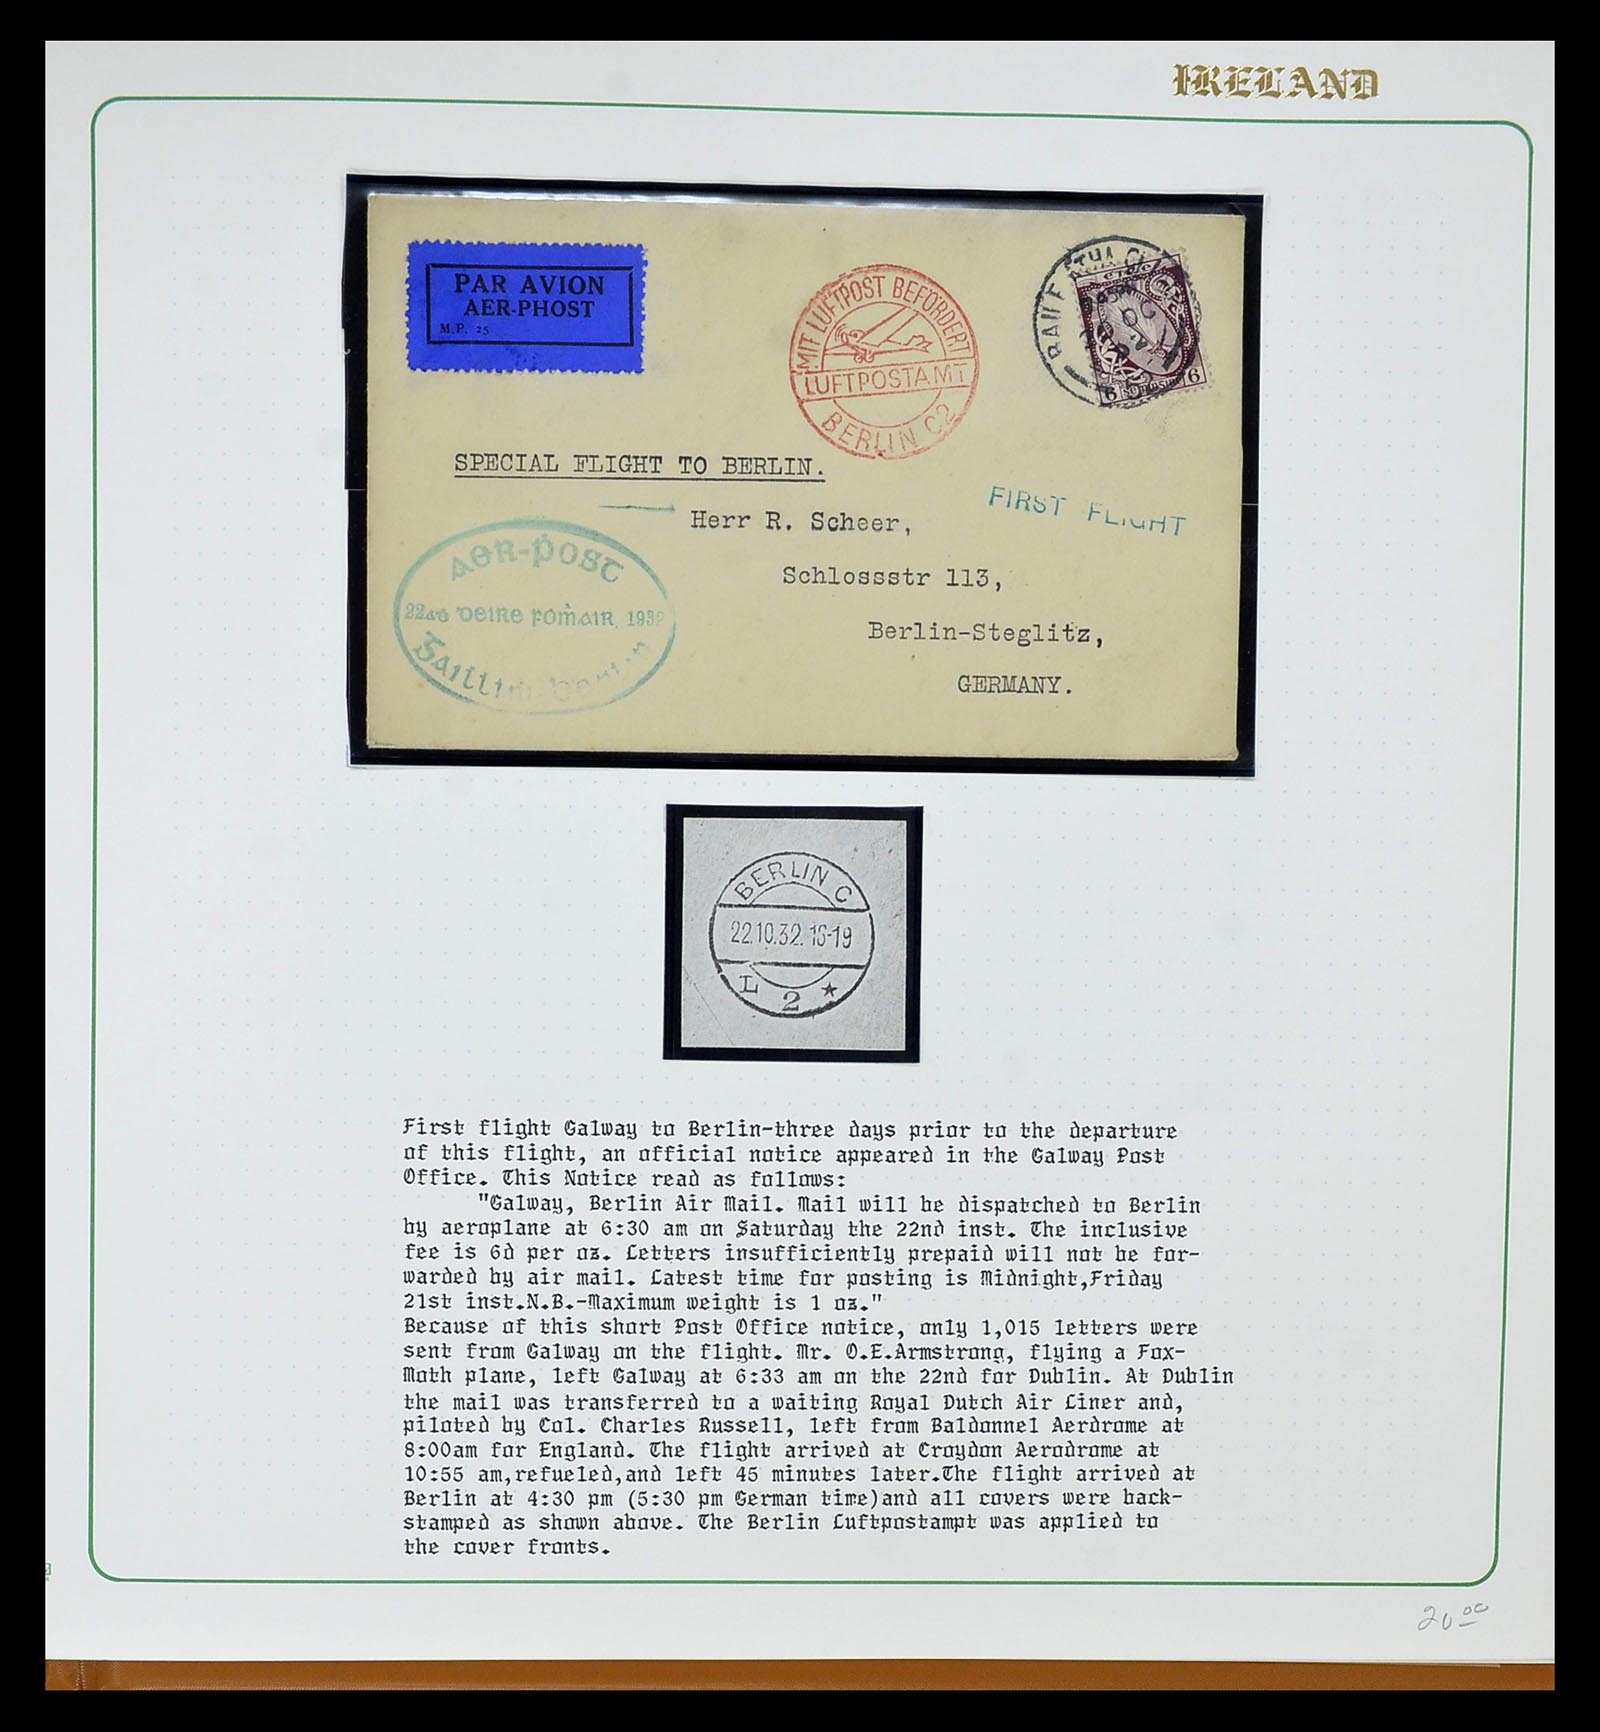 IRELAND
PAR AVION
AER-PHOST
M.P. 25
MIT LUFTPOST BEFÖRDERT
LUFTPOSTAMT
BERLIN C2
6 6
SPECIAL FLIGHT TO BERLIN.
FIRST FLIGHT
Herr R. Scheer,
Schlossstr 113,
Berlin-Steglitz,
GERMANY.
aer-ṗost
22ad deire foṁair 1932
Gaillim berlin
BERLIN C
22.10.32. 18-19
L 2 ★
First flight Galway to Berlin-three days prior to the departure
of this flight, an official notice appeared in the Galway Post
Office. This Notice read as follows:
"Galway, Berlin Air Mail. Mail will be dispatched to Berlin
by aeroplane at 6:30 am on Saturday the 22nd inst. The inclusive
fee is 6d per oz. Letters insufficiently prepaid will not be for-
warded by air mail. Latest time for posting is Midnight,Friday
21st inst.N.B.-Maximum weight is 1 oz."
Because of this short Post Office notice, only 1,015 letters were
sent from Galway on the flight. Mr. O.E.Armstrong, flying a Fox-
Moth plane, left Galway at 6:33 am on the 22nd for Dublin. At Dublin
the mail was transferred to a waiting Royal Dutch Air Liner and,
piloted by Col. Charles Russell, left from Baldonnel Aerdrome at
8:00am for England. The flight arrived at Croydon Aerodrome at
10:55 am,refueled,and left 45 minutes later.The flight arrived at
Berlin at 4:30 pm (5:30 pm German time)and all covers were back-
stamped as shown above. The Berlin Luftpostampt was applied to
the cover fronts.
20.00